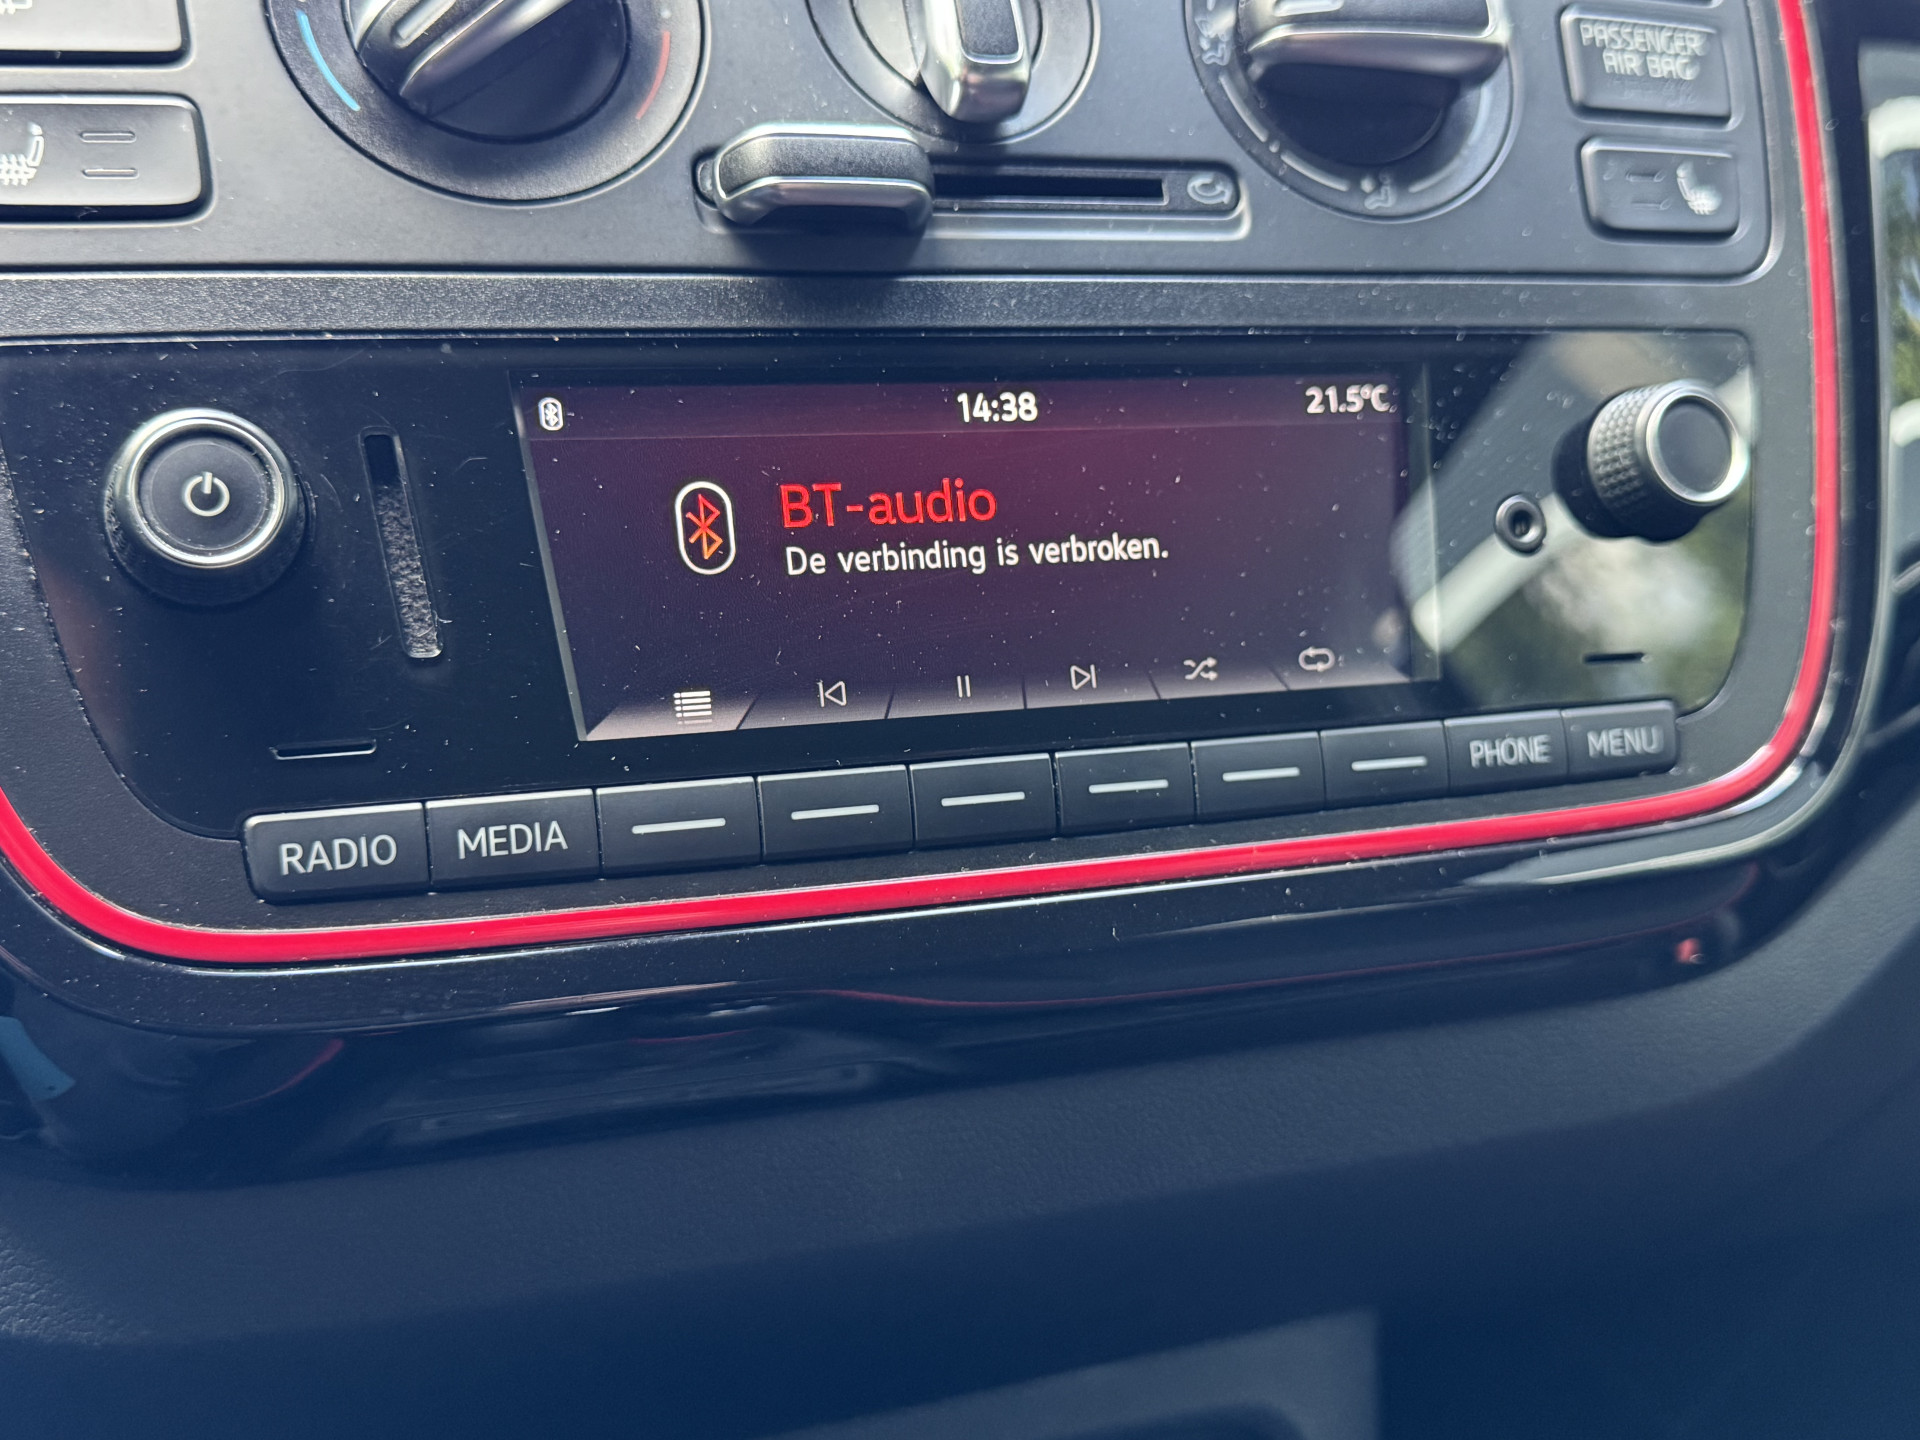 PASSENGER
AIR BAG
14:38
21.5°C
BT-audio
De verbinding is verbroken.
RADIO
MEDIA
PHONE
MENU